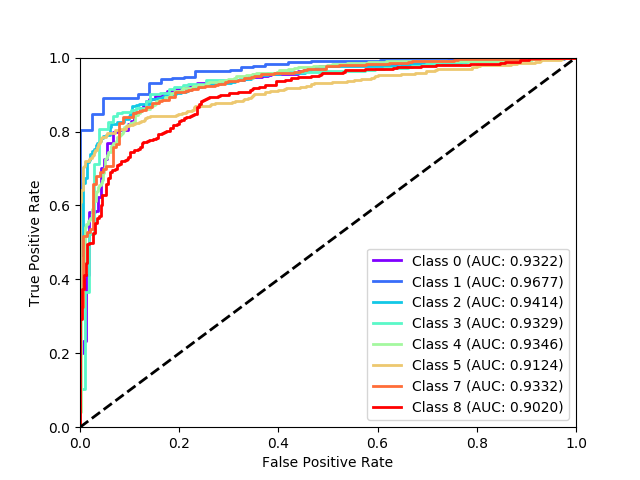 1.0
0.8
0.6
0.4
0.2
0.0
True Positive Rate
Class 0 (AUC: 0.9322)
Class 1 (AUC: 0.9677)
Class 2 (AUC: 0.9414)
Class 3 (AUC: 0.9329)
Class 4 (AUC: 0.9346)
Class 5 (AUC: 0.9124)
Class 7 (AUC: 0.9332)
Class 8 (AUC: 0.9020)
0.0 0.2 0.4 0.6 0.8 1.0
False Positive Rate